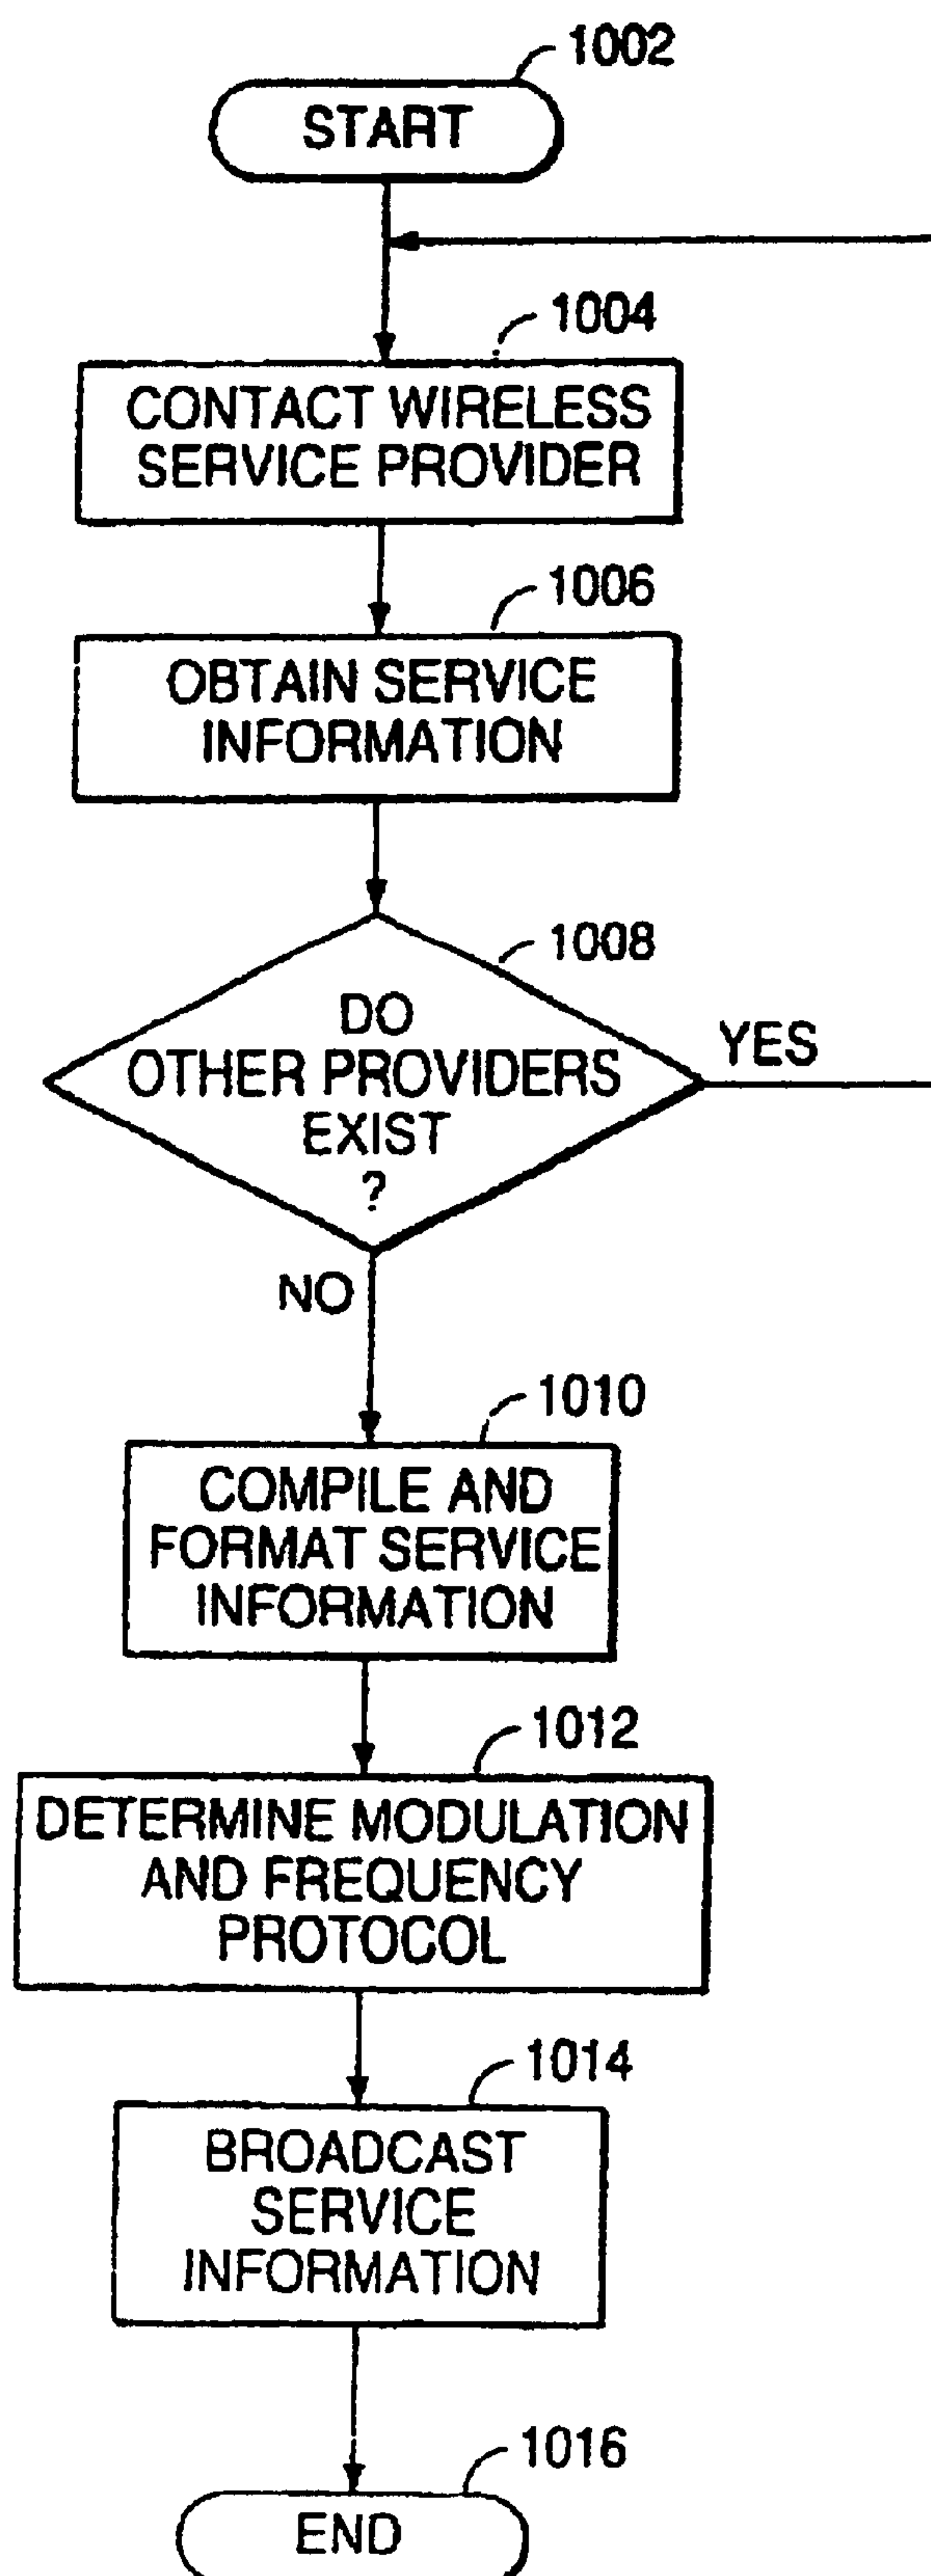 1002
START
1004
CONTACT WIRELESS
SERVICE PROVIDER
1006
OBTAIN SERVICE
INFORMATION
1008
DO
OTHER PROVIDERS
EXIST
?
YES
NO
1010
COMPILE AND
FORMAT SERVICE
INFORMATION
1012
DETERMINE MODULATION
AND FREQUENCY
PROTOCOL
1014
BROADCAST
SERVICE
INFORMATION
1016
END